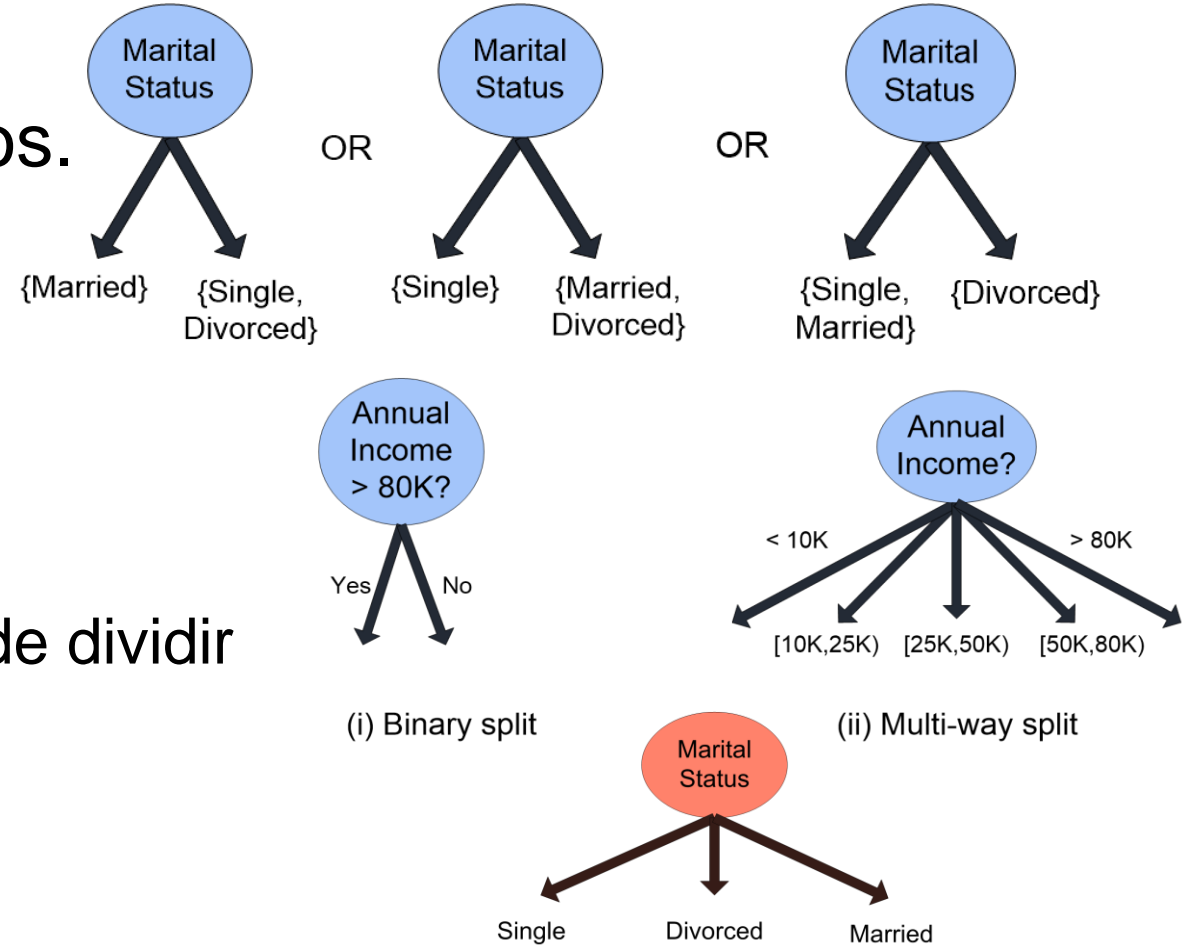 Marital
Status
Marital
Status
Marital
Status
os.
OR
OR
{Married}
{Single,
Divorced}
{Single}
{Married,
Divorced}
{Single,
Married}
{Divorced}
Annual
Income
> 80K?
Yes
No
Annual
Income?
< 10K
> 80K
[10K,25K)
[25K,50K)
[50K,80K)
de dividir
(i) Binary split
(ii) Multi-way split
Marital
Status
Single
Divorced
Married